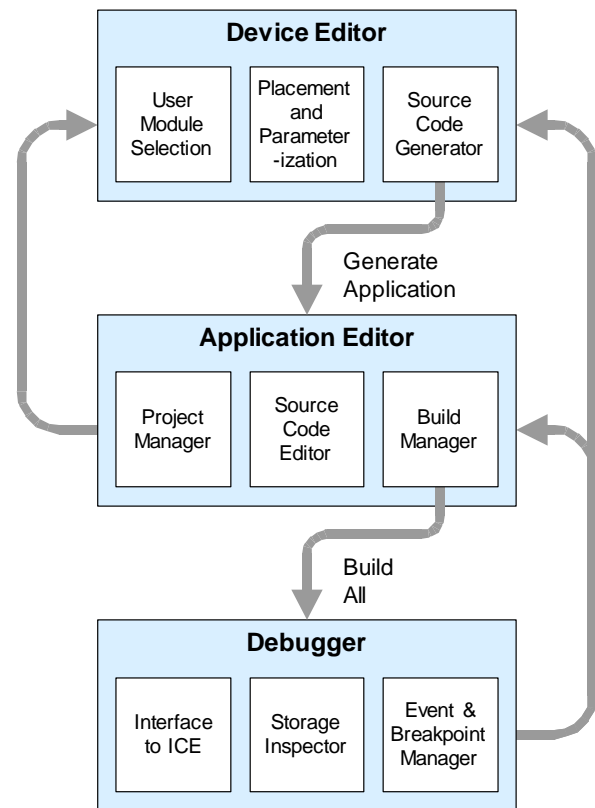 Device Editor
User
Module
Selection
Placement
and
Parameter
-ization
Source
Code
Generator
Generate
Application
Application Editor
Project
Manager
Source
Code
Editor
Build
Manager
Build
All
Debugger
Interface
to ICE
Storage
Inspector
Event &
Breakpoint
Manager